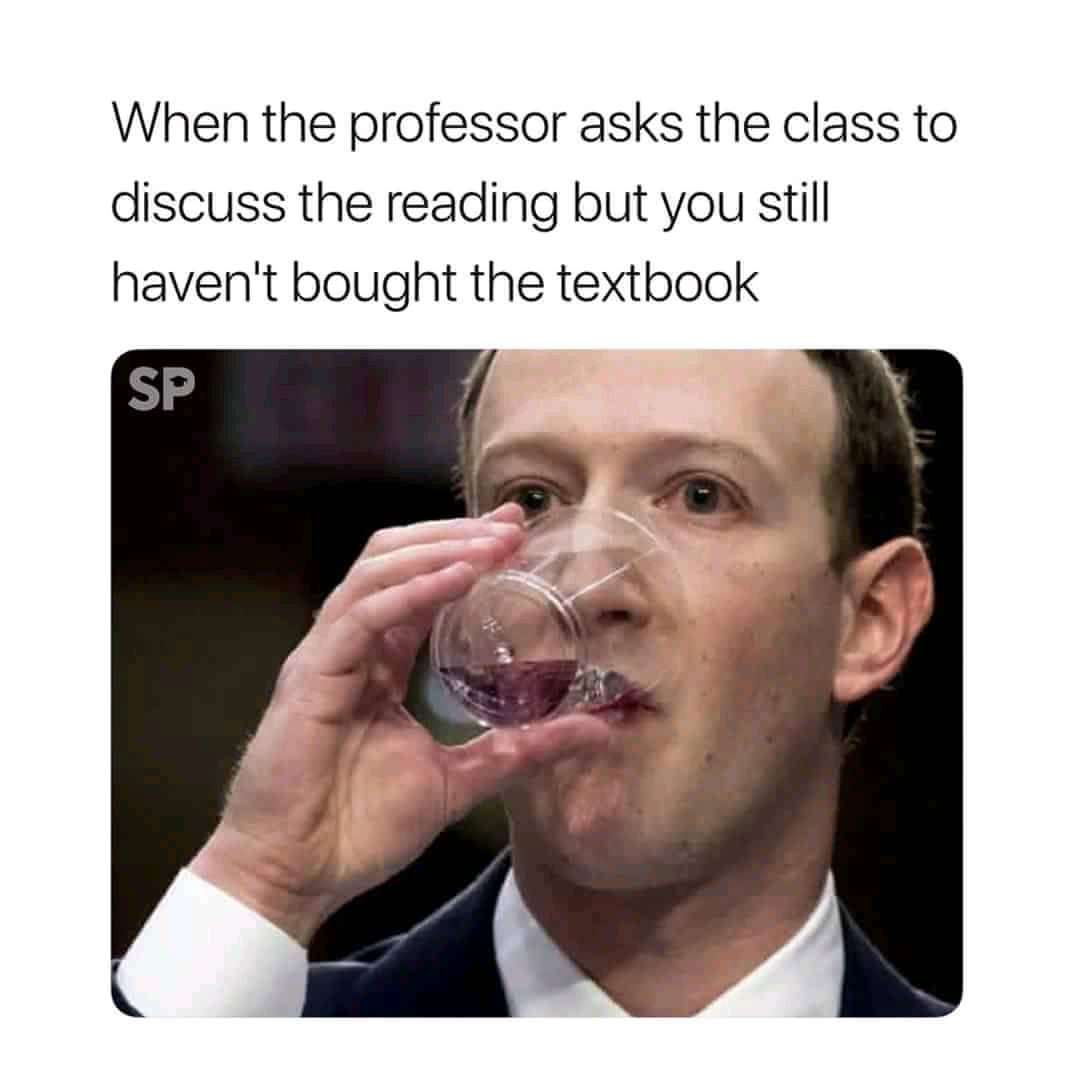 When the professor asks the class to
discuss the reading but you still
haven't bought the textbook
SP